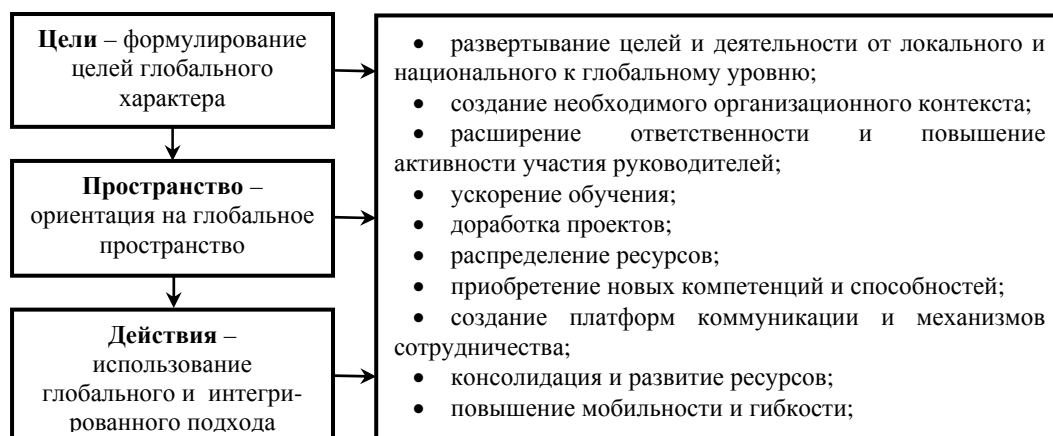 Цели – формулирование
целей глобального
характера
Пространство –
ориентация на глобальное
пространство
Действия –
использование
глобального и интегри-
рованного подхода
• развертывание целей и деятельности от локального и
национального к глобальному уровню;
• создание необходимого организационного контекста;
• расширение ответственности и повышение
активности участия руководителей;
• ускорение обучения;
• доработка проектов;
• распределение ресурсов;
• приобретение новых компетенций и способностей;
• создание платформ коммуникации и механизмов
сотрудничества;
• консолидация и развитие ресурсов;
• повышение мобильности и гибкости;